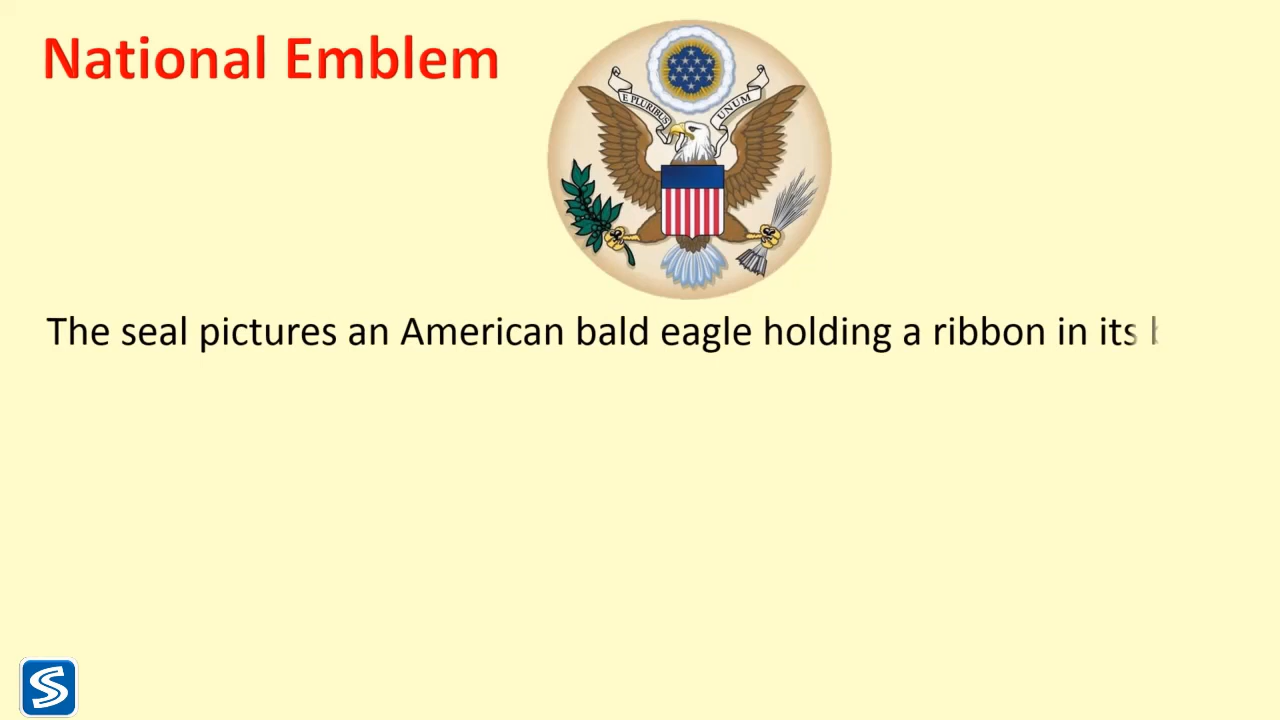 National Emblem
E PLURIBUS UNUM
The seal pictures an American bald eagle holding a ribbon in its